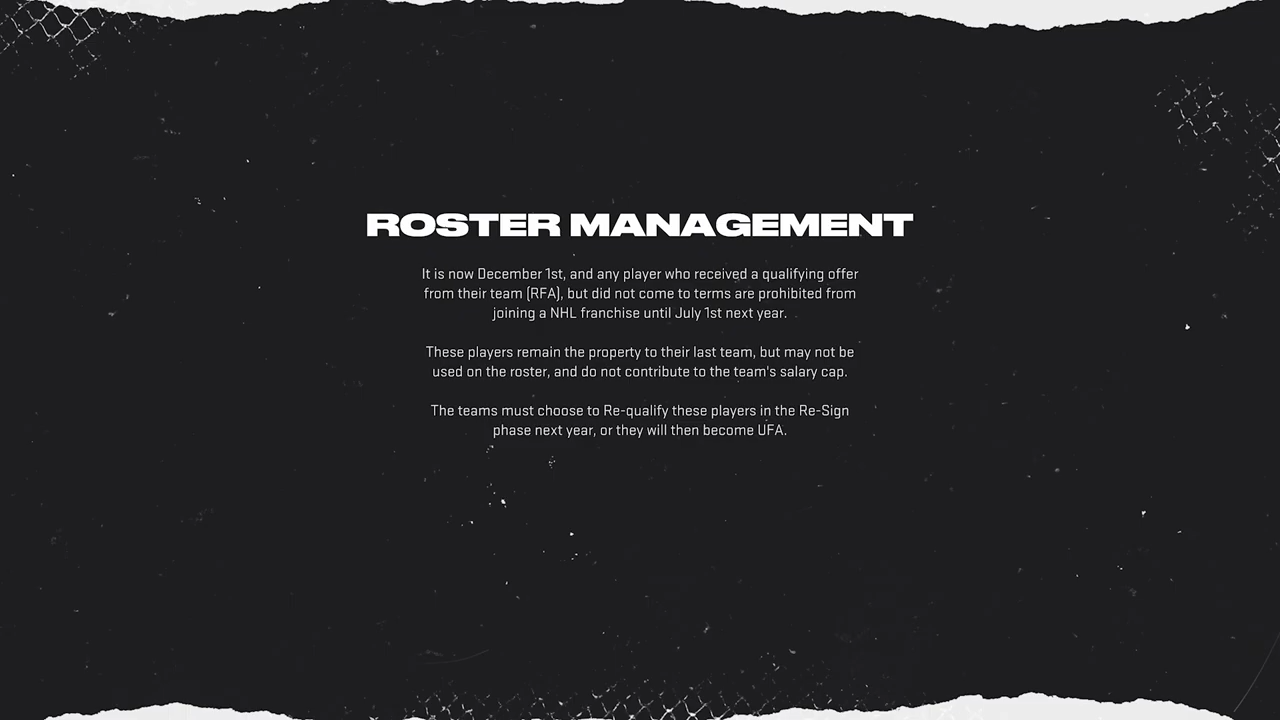 ROSTER MANAGEMENT
It is now December 1st, and any player who received a qualifying offer
from their team (RFA), but did not come to terms are prohibited from
joining a NHL franchise until July 1st next year.
These players remain the property to their last team, but may not be
used on the roster, and do not contribute to the team's salary cap.
The teams must choose to Re-qualify these players in the Re-Sign
phase next year, or they will then become UFA.